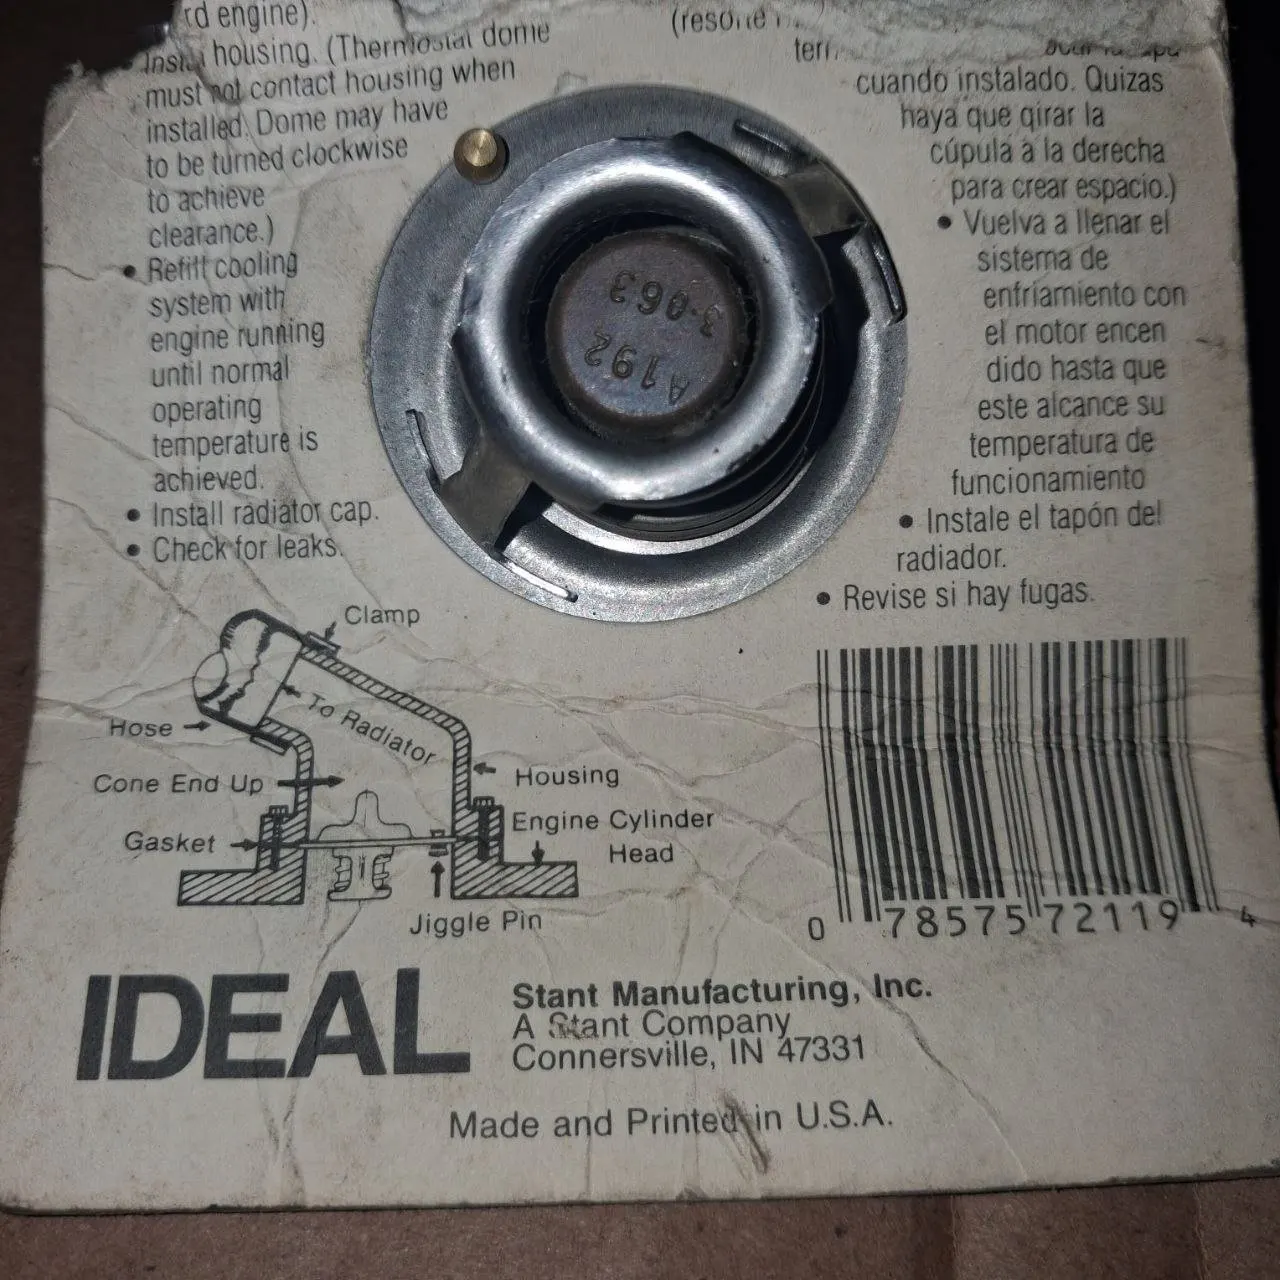 rd engine).
Install housing. (Thermostat dome
must not contact housing when
installed. Dome may have
to be turned clockwise
to achieve
clearance.)
• Refill cooling
system with
engine running
until normal
operating
temperature is
achieved.
• Install radiator cap.
• Check for leaks.
(resorte
cuando instalado. Quizas
haya que girar la
cúpula à la derecha
para crear espacio.)
• Vuelva a llenar el
sistema de
enfriamiento con
el motor encen
dido hasta que
este alcance su
temperatura de
funcionamiento
• Instale el tapón del
radiador.
• Revise si hay fugas.
3-063
A192
Clamp
To Radiator
Hose
Cone End Up
Housing
Gasket
Engine Cylinder
Head
Jiggle Pin
0 78575 72119 4
IDEAL
Stant Manufacturing, Inc.
A Stant Company
Connersville, IN 47331
Made and Printed in U.S.A.